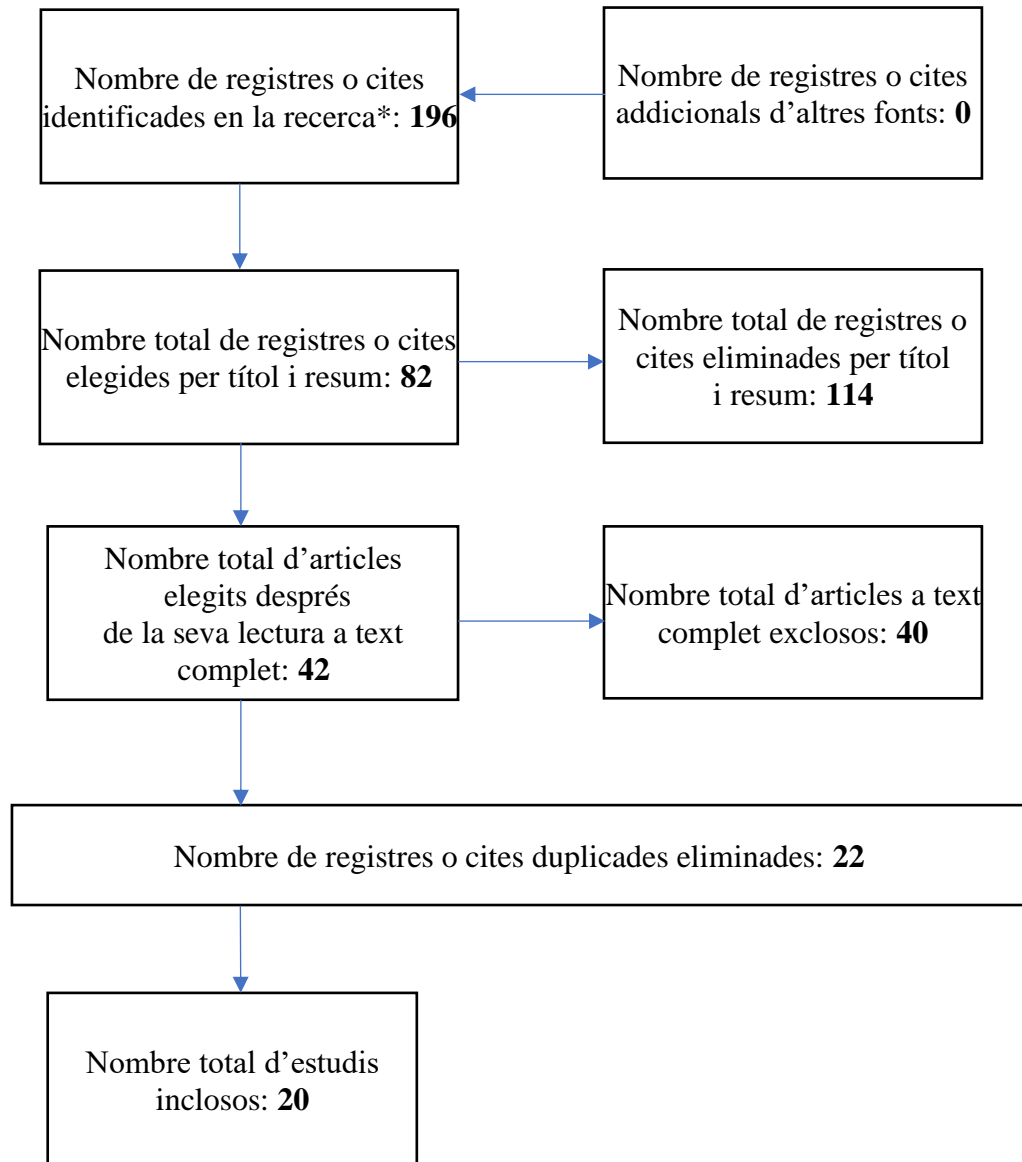 Nombre de registres o cites
identificades en la recerca*: 196
Nombre de registres o cites
addicionals d’altres fonts: 0
Nombre total de registres o cites
elegides per títol i resum: 82
Nombre total de registres o
cites eliminades per títol
i resum: 114
Nombre total d’articles
elegits després
de la seva lectura a text
complet: 42
Nombre total d’articles a text
complet exclosos: 40
Nombre de registres o cites duplicades eliminades: 22
Nombre total d’estudis
inclosos: 20